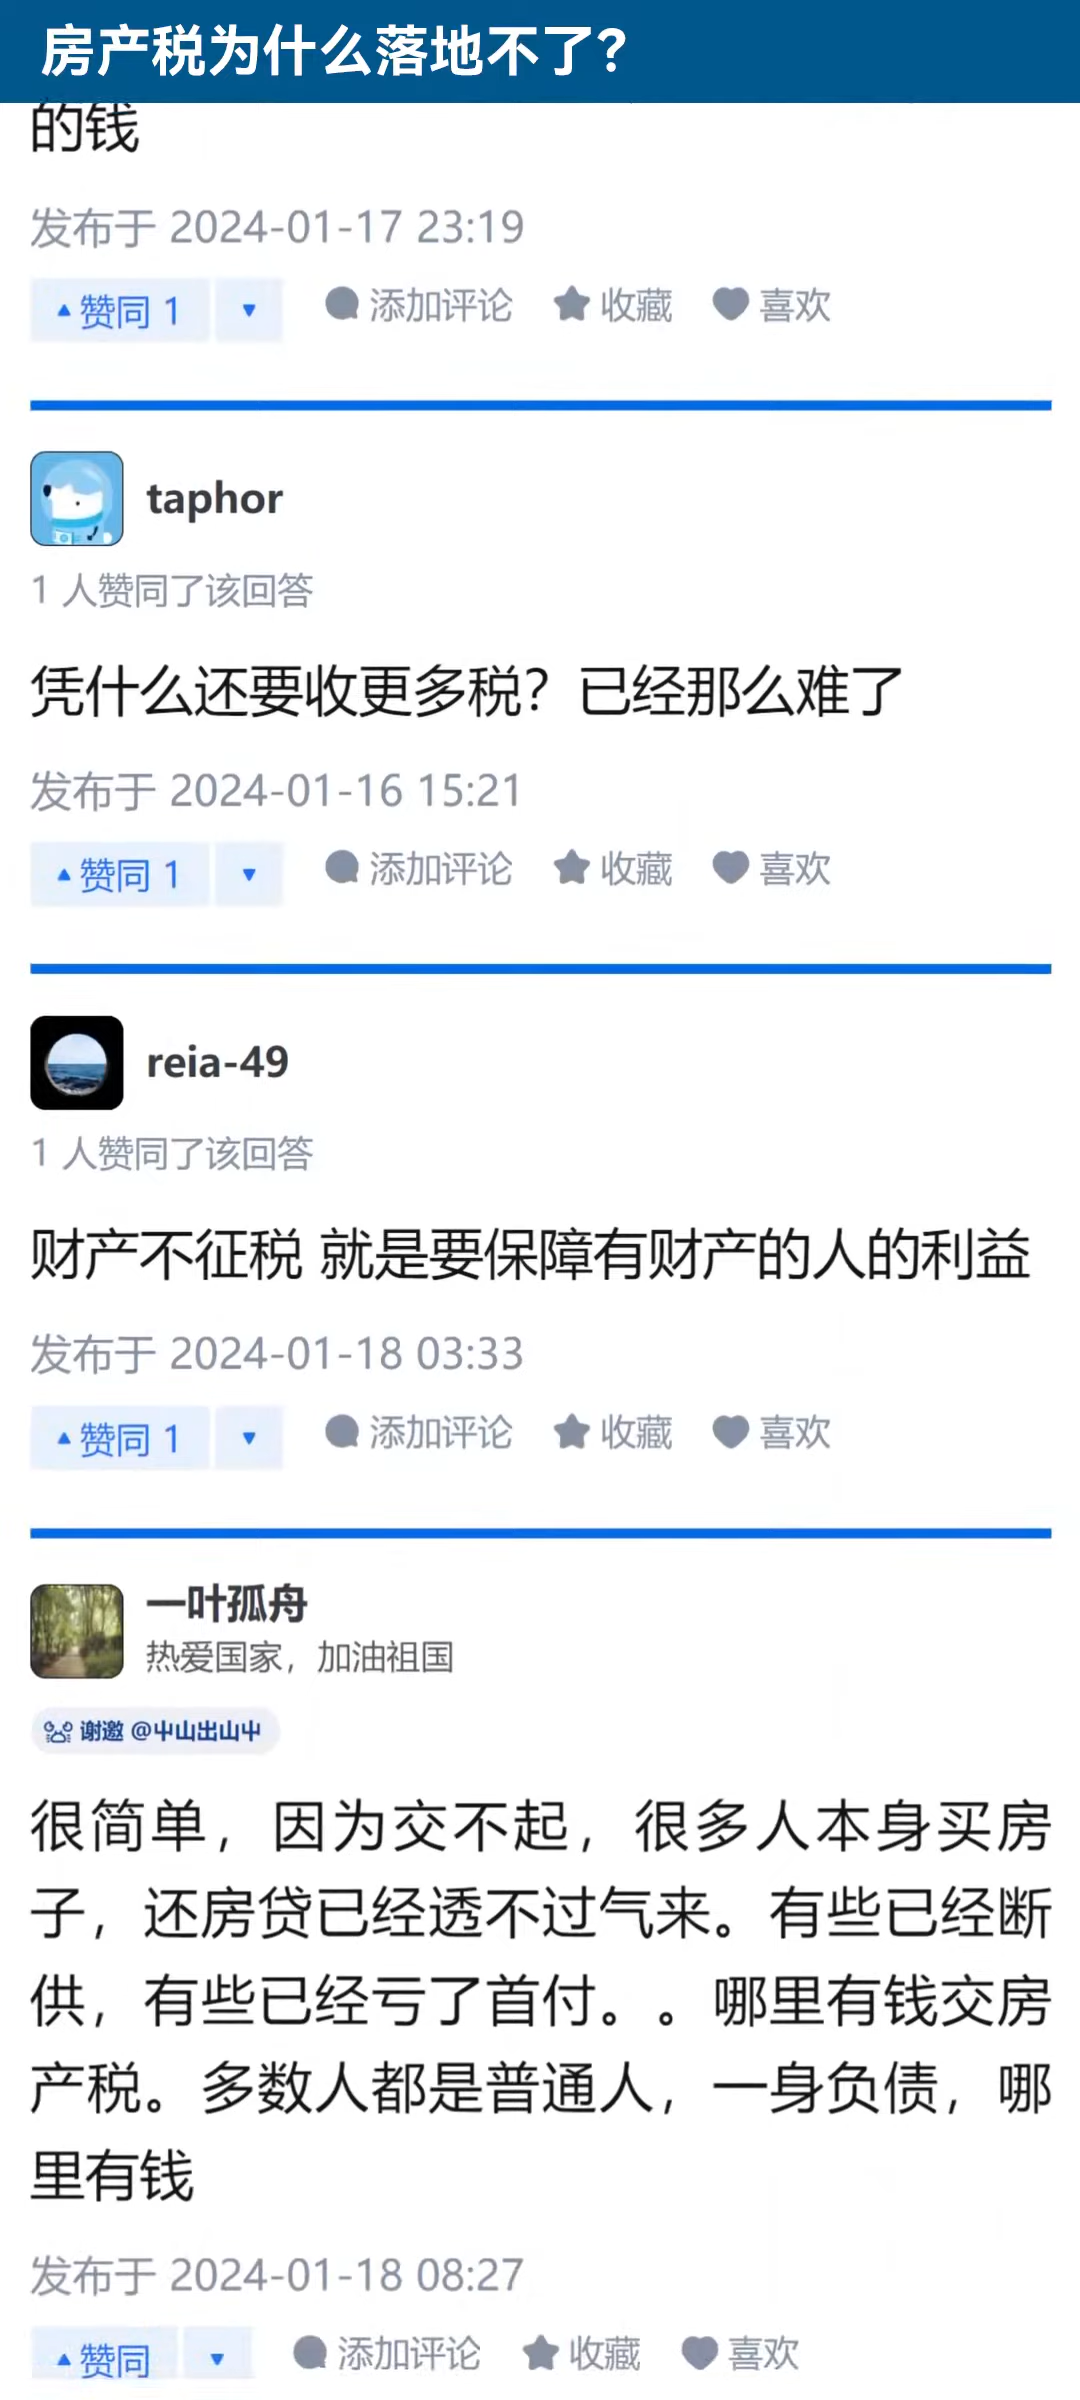 房产税为什么落地不了？
的钱
发布于 2024-01-17 23:19
赞同 1
添加评论
收藏
喜欢
taphor
1 人赞同了该回答
凭什么还要收更多税？已经那么难了
发布于 2024-01-16 15:21
赞同 1
添加评论
收藏
喜欢
reia-49
1 人赞同了该回答
财产不征税 就是要保障有财产的人的利益
发布于 2024-01-18 03:33
赞同 1
添加评论
收藏
喜欢
一叶孤舟
热爱国家，加油祖国
谢邀 @中山出山中
很简单，因为交不起，很多人本身买房
子，还房贷已经透不过气来。有些已经断
供，有些已经亏了首付。。哪里有钱交房
产税。多数人都是普通人，一身负债，哪
里有钱
发布于 2024-01-18 08:27
赞同
添加评论
收藏
喜欢